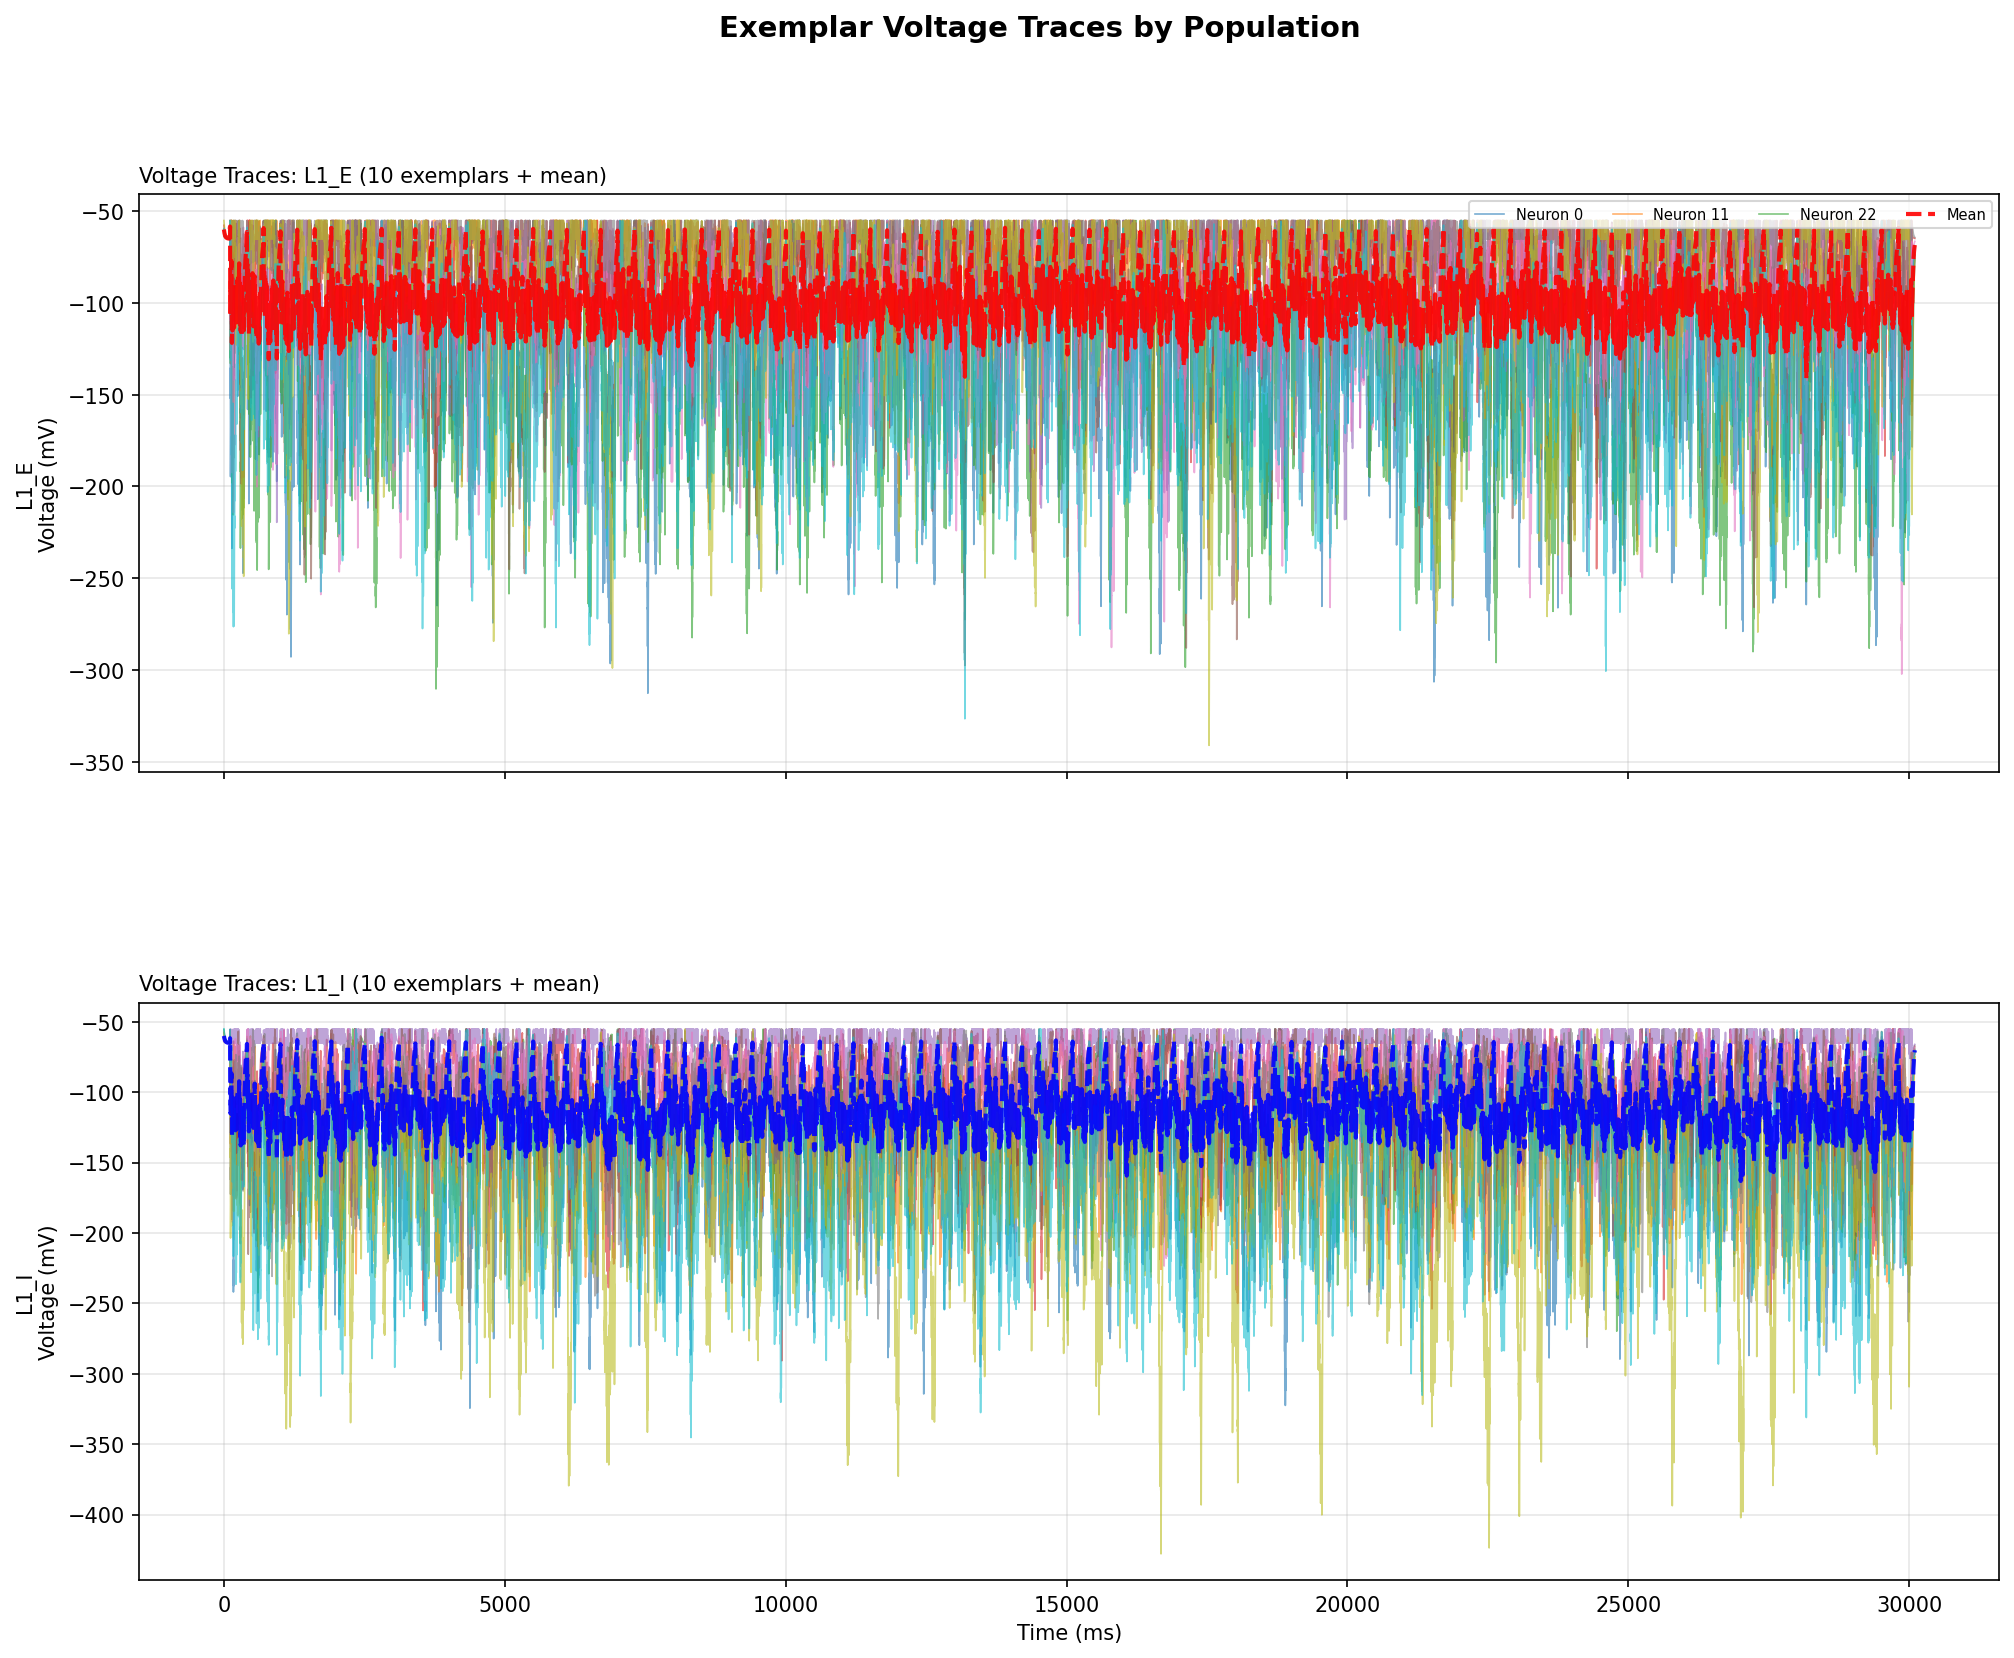 Exemplar Voltage Traces by Population
Voltage Traces: L1_E (10 exemplars + mean)
Neuron 0 Neuron 11 Neuron 22 Mean
−50
−100
−150
−200
−250
−300
−350
L1_E
Voltage (mV)
Voltage Traces: L1_I (10 exemplars + mean)
−50
−100
−150
−200
−250
−300
−350
−400
L1_I
Voltage (mV)
0 5000 10000 15000 20000 25000 30000
Time (ms)